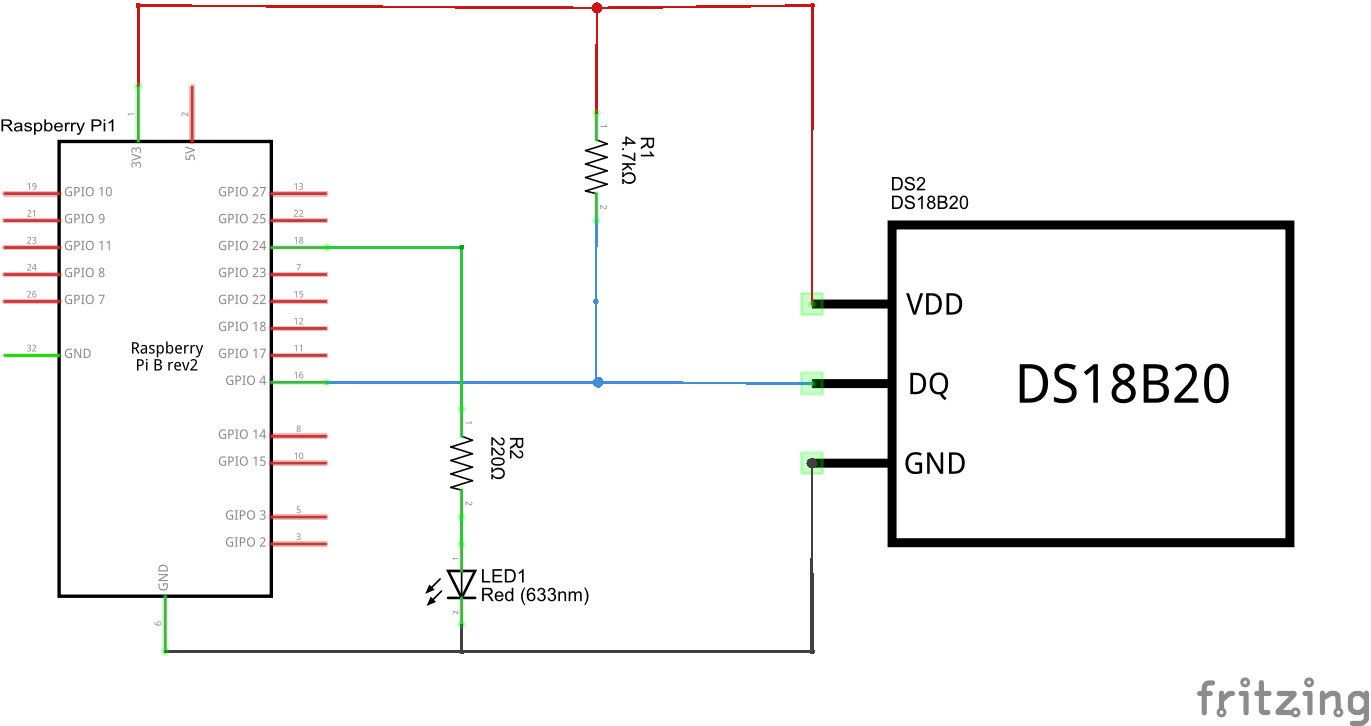 Raspberry Pi1
1
3V3
2
5V
19 GPIO 10
21 GPIO 9
23 GPIO 11
24 GPIO 8
26 GPIO 7
32 GND
GPIO 27 13
GPIO 25 22
GPIO 24 18
GPIO 23 7
GPIO 22 15
GPIO 18 12
GPIO 17 11
GPIO 4 16
GPIO 14 8
GPIO 15 10
GIPO 3 5
GIPO 2 3
Raspberry
Pi B rev2
GND
6
1
R1
4.7kΩ
2
1
R2
220Ω
2
1
LED1
Red (633nm)
2
DS2
DS18B20
VDD
DQ
GND
DS18B20
fritzing